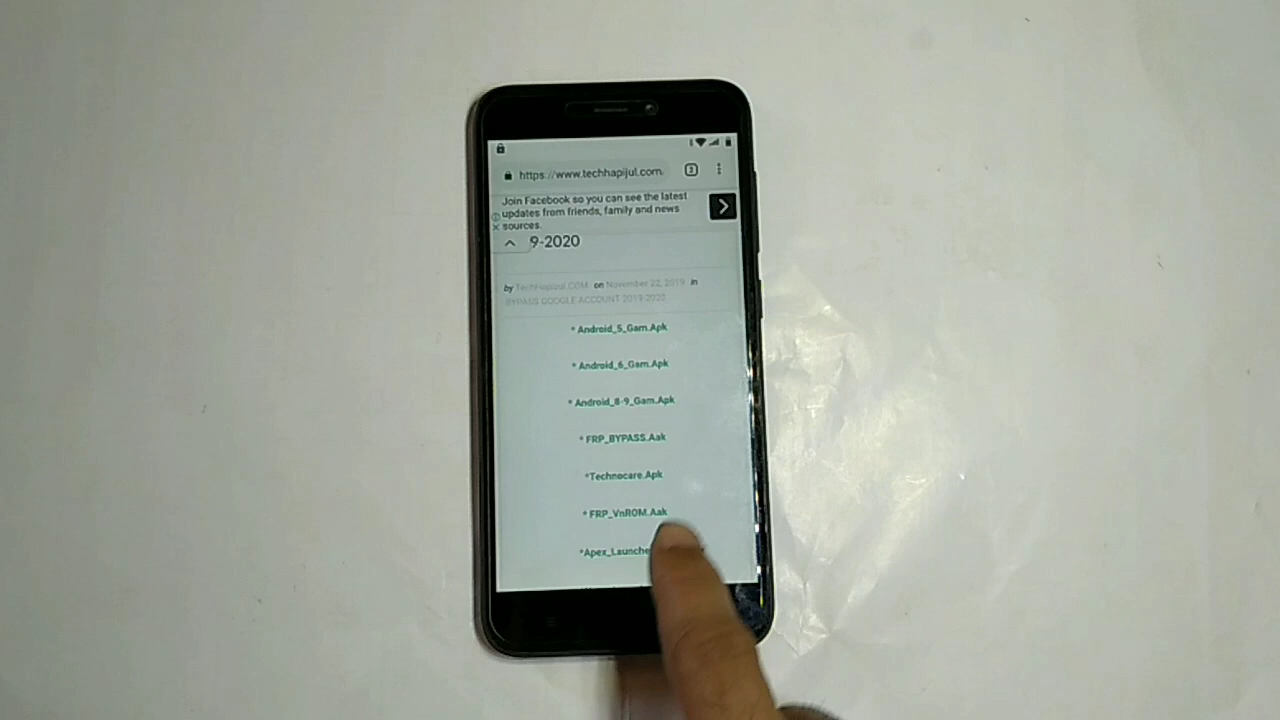 https://www.techhapijul.com/
2
Join Facebook so you can see the latest
updates from friends, family and news
sources.
9-2020
by TechHapijul.COM on November 22, 2019 in
BYPASS GOOGLE ACCOUNT 2019-2020
* Android_5_Gam.Apk
* Android_6_Gam.Apk
* Android_8-9_Gam.Apk
* FRP_BYPASS.Aak
*Technocare.Apk
* FRP_VnROM.Aak
*Apex_Launche